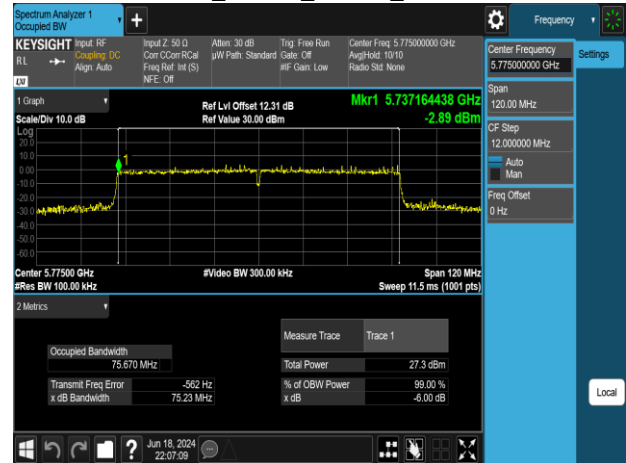 Spectrum Analyzer 1
Occupied BW
Frequency
KEYSIGHT
R L
LXI
Input: RF
Coupling: DC
Align: Auto
Input Z: 50 Ω
Corr CCorr RCal
Freq Ref: Int (S)
NFE: Off
Atten: 30 dB
µW Path: Standard
Trig: Free Run
Gate: Off
#IF Gain: Low
Center Freq: 5.775000000 GHz
Avg|Hold: 10/10
Radio Std: None
Center Frequency
5.77500000 GHz
Settings
Span
120.00 MHz
CF Step
12.000000 MHz
Auto
Man
Freq Offset
0 Hz
1 Graph
Scale/Div 10.0 dB
Ref Lvl Offset 12.31 dB
Ref Value 30.00 dBm
Mkr1 5.737164438 GHz
-2.89 dBm
Log
20.0
10.0
0.00
-10.0
-20.0
-30.0
-40.0
-50.0
-60.0
1
Center 5.77500 GHz
#Res BW 100.00 kHz
#Video BW 300.00 kHz
Span 120 MHz
Sweep 11.5 ms (1001 pts)
2 Metrics
Measure Trace Trace 1
Occupied Bandwidth
75.670 MHz
Total Power 27.3 dBm
Transmit Freq Error -562 Hz
% of OBW Power 99.00 %
x dB Bandwidth 75.23 MHz
x dB -6.00 dB
Local
Jun 18, 2024
22:07:09